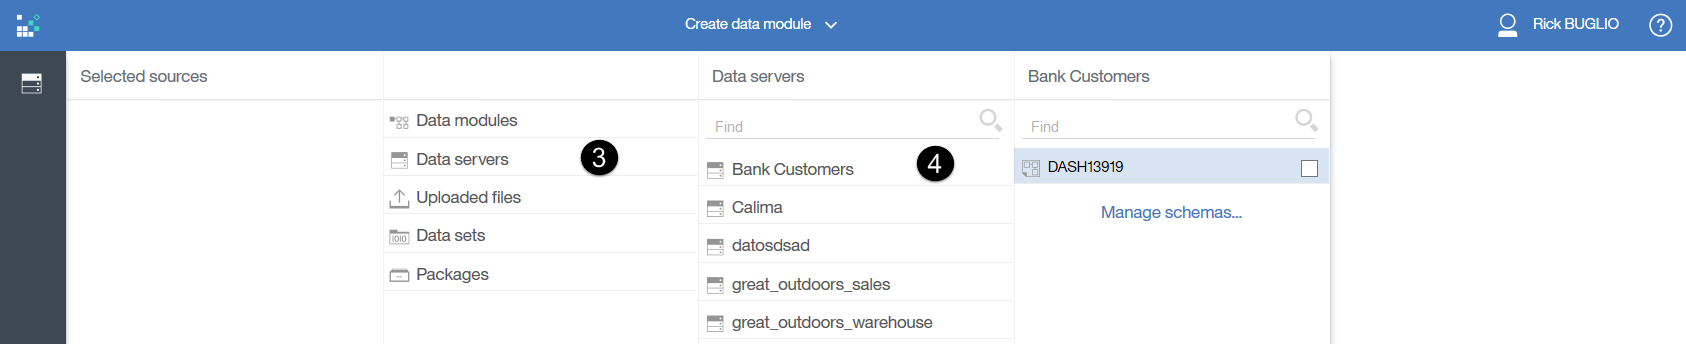 Create data module
Rick BUGLIO
?
Selected sources
Data servers
Bank Customers
Data modules
Find
Find
Data servers
3
Bank Customers
4
DASH13919
Uploaded files
Calima
Manage schemas...
Data sets
datosdsad
Packages
great_outdoors_sales
great_outdoors_warehouse